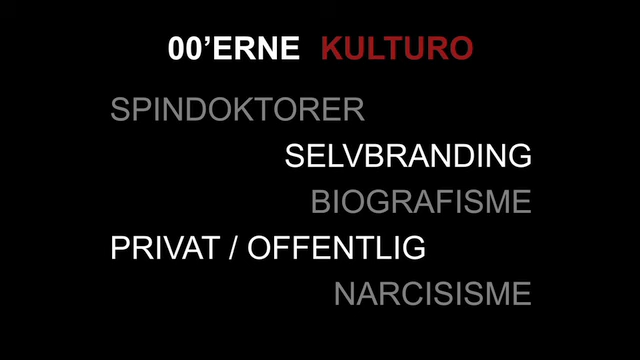 00’ERNE KULTURO
SPINDOKTORER
SELVBRANDING
BIOGRAFISME
PRIVAT / OFFENTLIG
NARCISISME